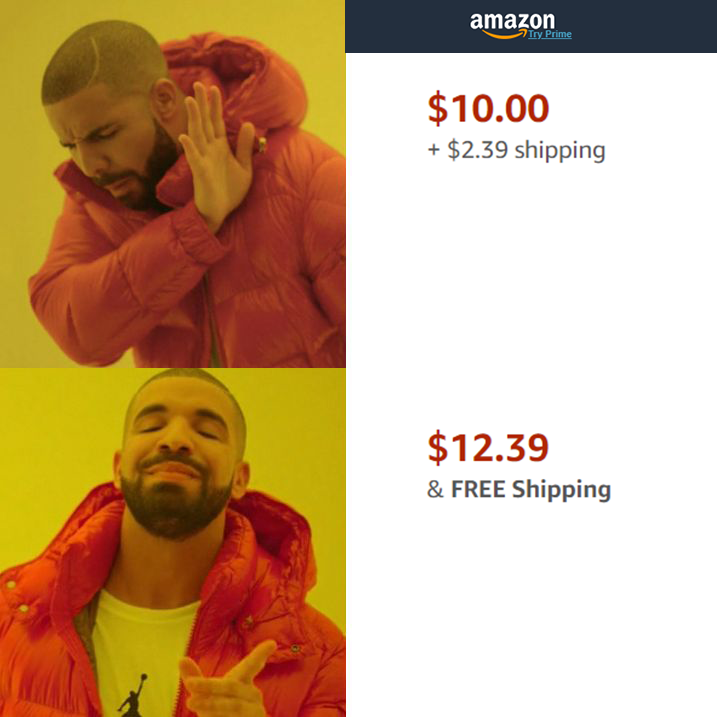 amazon
Try Prime
$10.00
+ $2.39 shipping
$12.39
& FREE Shipping